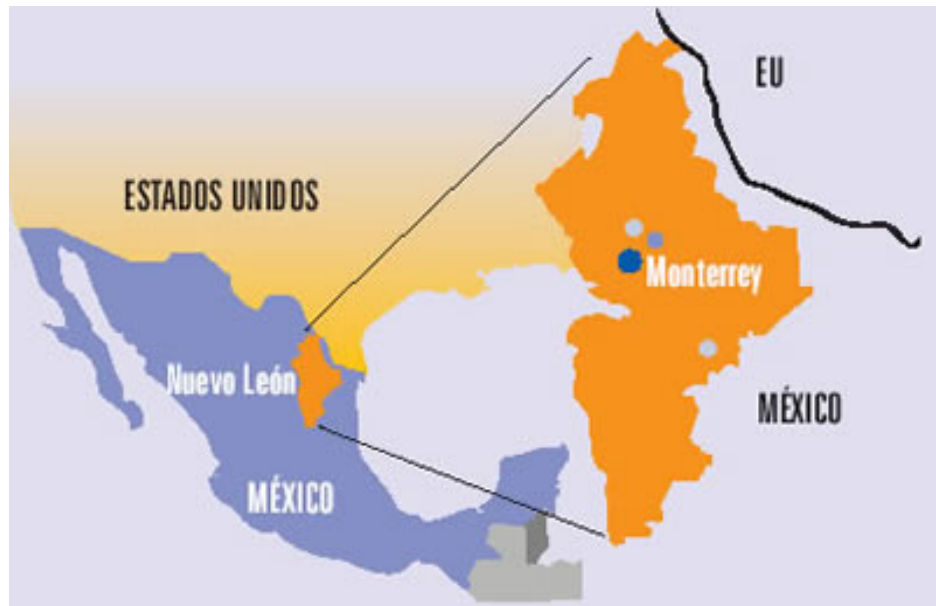 EU
ESTADOS UNIDOS
Monterrey
Nuevo León
MÉXICO
MÉXICO